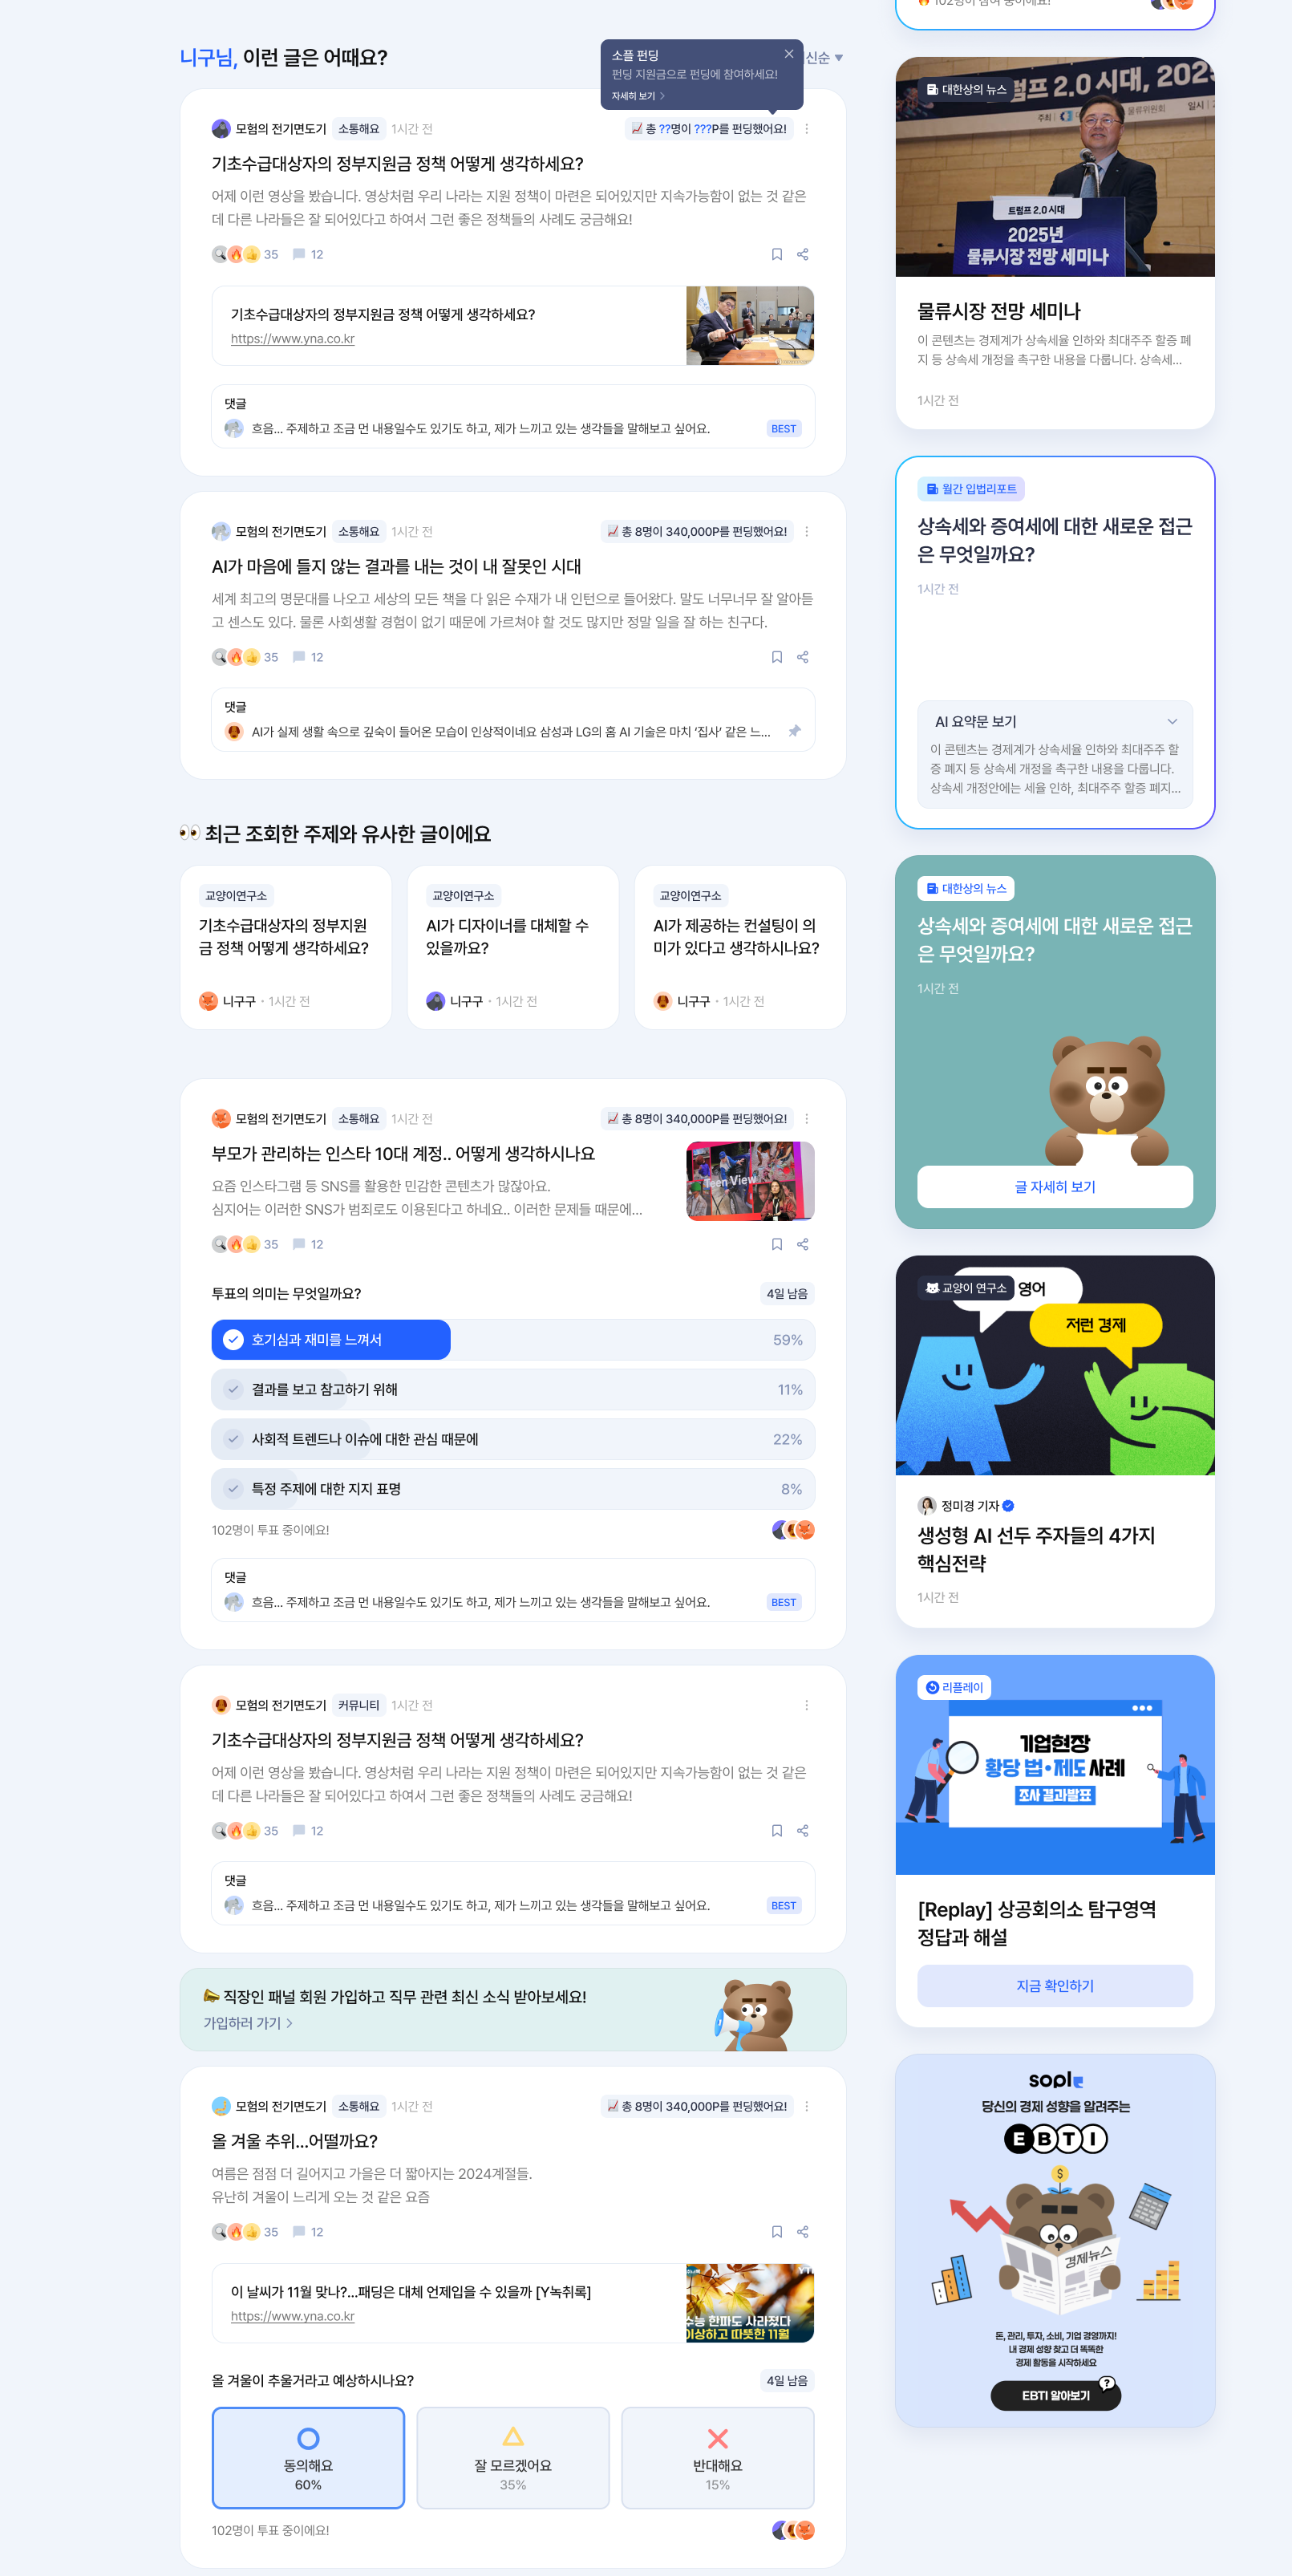 니구님, 이런 글은 어때요?
신순 ▼
소플 펀딩
펀딩 지원금으로 펀딩에 참여하세요!
자세히 보기
모험의 전기면도기 소통해요 1시간 전
총 ??명이 ???P를 펀딩했어요!
기초수급대상자의 정부지원금 정책 어떻게 생각하세요?
어제 이런 영상을 봤습니다. 영상처럼 우리 나라는 지원 정책이 마련은 되어있지만 지속가능함이 없는 것 같은
데 다른 나라들은 잘 되어있다고 하여서 그런 좋은 정책들의 사례도 궁금해요!
35 12
기초수급대상자의 정부지원금 정책 어떻게 생각하세요?
https://www.yna.co.kr
댓글
흐음... 주제하고 조금 먼 내용일수도 있기도 하고, 제가 느끼고 있는 생각들을 말해보고 싶어요.
BEST
모험의 전기면도기 소통해요 1시간 전
총 8명이 340,000P를 펀딩했어요!
AI가 마음에 들지 않는 결과를 내는 것이 내 잘못인 시대
세계 최고의 명문대를 나오고 세상의 모든 책을 다 읽은 수재가 내 인턴으로 들어왔다. 말도 너무너무 잘 알아듣
고 센스도 있다. 물론 사회생활 경험이 없기 때문에 가르쳐야 할 것도 많지만 정말 일을 잘 하는 친구다.
35 12
댓글
AI가 실제 생활 속으로 깊숙이 들어온 모습이 인상적이네요 삼성과 LG의 홈 AI 기술은 마치 ‘집사’ 같은 느...
최근 조회한 주제와 유사한 글이에요
교양이연구소
기초수급대상자의 정부지원
금 정책 어떻게 생각하세요?
니구구 · 1시간 전
교양이연구소
AI가 디자이너를 대체할 수
있을까요?
니구구 · 1시간 전
교양이연구소
AI가 제공하는 컨설팅이 의
미가 있다고 생각하시나요?
니구구 · 1시간 전
모험의 전기면도기 소통해요 1시간 전
총 8명이 340,000P를 펀딩했어요!
부모가 관리하는 인스타 10대 계정.. 어떻게 생각하시나요
요즘 인스타그램 등 SNS를 활용한 민감한 콘텐츠가 많잖아요.
심지어는 이러한 SNS가 범죄로도 이용된다고 하네요.. 이러한 문제들 때문에...
Teen View
35 12
투표의 의미는 무엇일까요?
4일 남음
호기심과 재미를 느껴서 59%
결과를 보고 참고하기 위해 11%
사회적 트렌드나 이슈에 대한 관심 때문에 22%
특정 주제에 대한 지지 표명 8%
102명이 투표 중이에요!
댓글
흐음... 주제하고 조금 먼 내용일수도 있기도 하고, 제가 느끼고 있는 생각들을 말해보고 싶어요.
BEST
모험의 전기면도기 커뮤니티 1시간 전
기초수급대상자의 정부지원금 정책 어떻게 생각하세요?
어제 이런 영상을 봤습니다. 영상처럼 우리 나라는 지원 정책이 마련은 되어있지만 지속가능함이 없는 것 같은
데 다른 나라들은 잘 되어있다고 하여서 그런 좋은 정책들의 사례도 궁금해요!
35 12
댓글
흐음... 주제하고 조금 먼 내용일수도 있기도 하고, 제가 느끼고 있는 생각들을 말해보고 싶어요.
BEST
직장인 패널 회원 가입하고 직무 관련 최신 소식 받아보세요!
가입하러 가기
모험의 전기면도기 소통해요 1시간 전
총 8명이 340,000P를 펀딩했어요!
올 겨울 추위...어떨까요?
여름은 점점 더 길어지고 가을은 더 짧아지는 2024계절들.
유난히 겨울이 느리게 오는 것 같은 요즘
35 12
이 날씨가 11월 맞나?...패딩은 대체 언제입을 수 있을까 [Y녹취록]
https://www.yna.co.kr
수능 한파도 사라졌다
이상하고 따뜻한 11월
올 겨울이 추울거라고 예상하시나요?
4일 남음
동의해요
60%
잘 모르겠어요
35%
반대해요
15%
102명이 투표 중이에요!
102명이 참여 중이에요!
대한상의 뉴스
럼프 2.0 시대, 202
주최
물류위원회
일시
트럼프 2.0 시대
2025년
물류시장 전망 세미나
물류시장 전망 세미나
이 콘텐츠는 경제계가 상속세율 인하와 최대주주 할증 폐
지 등 상속세 개정을 촉구한 내용을 다룹니다. 상속세...
1시간 전
월간 입법리포트
상속세와 증여세에 대한 새로운 접근
은 무엇일까요?
1시간 전
AI 요약문 보기
이 콘텐츠는 경제계가 상속세율 인하와 최대주주 할
증 폐지 등 상속세 개정을 촉구한 내용을 다룹니다.
상속세 개정안에는 세율 인하, 최대주주 할증 폐지...
대한상의 뉴스
상속세와 증여세에 대한 새로운 접근
은 무엇일까요?
1시간 전
글 자세히 보기
교양이 연구소
영어
저런 경제
정미경 기자
생성형 AI 선두 주자들의 4가지
핵심전략
1시간 전
리플레이
기업현장
황당 법•제도 사례
조사 결과발표
[Replay] 상공회의소 탐구영역
정답과 해설
지금 확인하기
sople
당신의 경제 성향을 알려주는
EBTI
$
경제뉴스
돈, 관리, 투자, 소비, 기업 경영까지!
내 경제 성향 찾고 더 똑똑한
경제 활동을 시작하세요
EBTI 알아보기
?